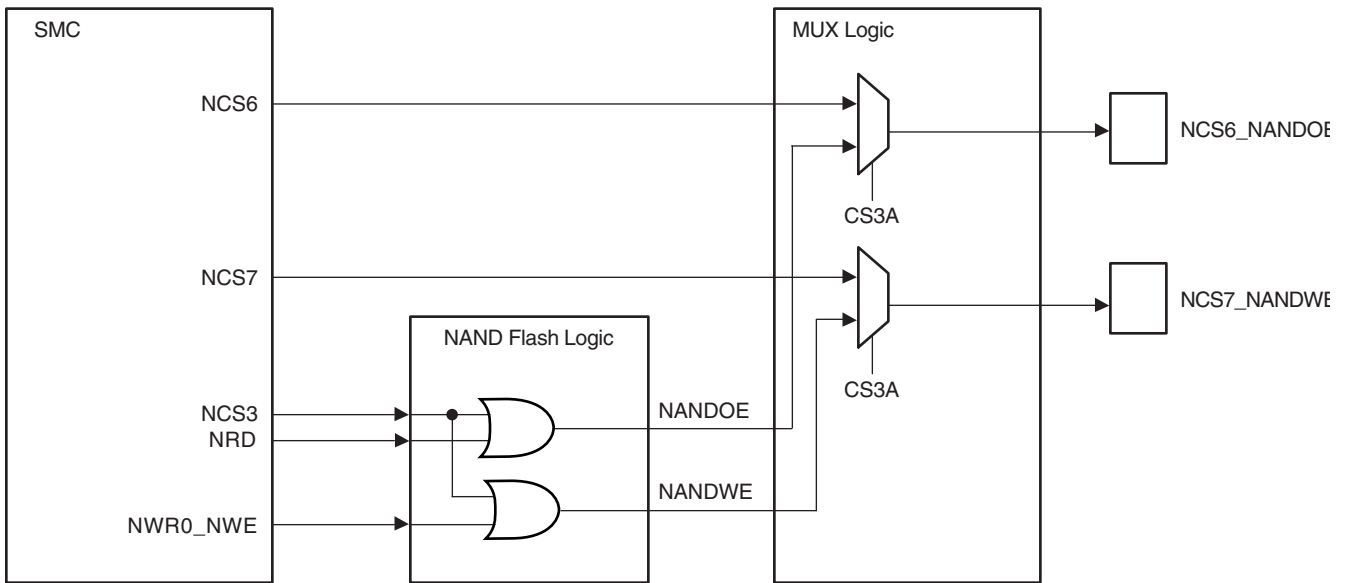 SMC
MUX Logic
NCS6
NCS6_NANDOE
CS3A
NCS7
NCS7_NANDWE
NAND Flash Logic
CS3A
NCS3
NANDOE
NRD
NANDWE
NWR0_NWE